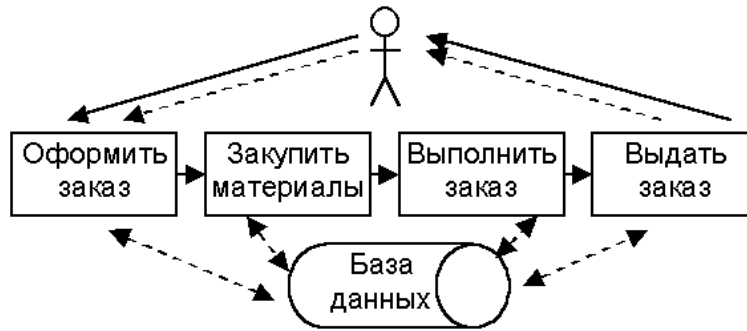 Оформить
заказ
Закупить
материалы
Выполнить
заказ
Выдать
заказ
База
данных